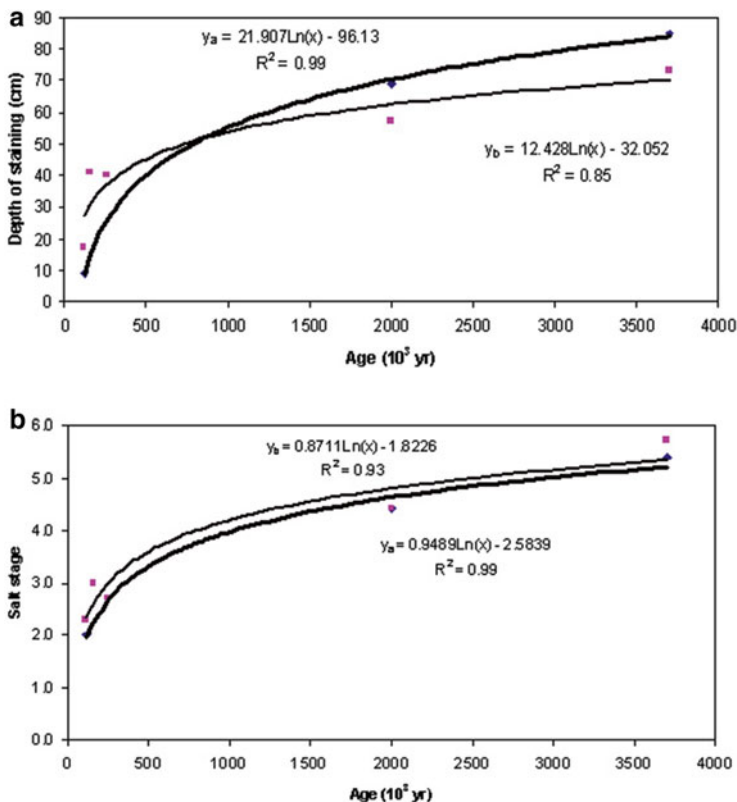 a
90
80
70
60
50
40
30
20
10
0
Depth of staining (cm)
yₐ = 21.907Ln(x) - 96.13
R² = 0.99
y_b = 12.428Ln(x) - 32.052
R² = 0.85
0 500 1000 1500 2000 2500 3000 3500 4000
Age (10³ yr)
b
6.0
5.0
4.0
3.0
2.0
1.0
0.0
Salt stage
y_b = 0.8711Ln(x) - 1.8226
R² = 0.93
yₐ = 0.9489Ln(x) - 2.5839
R² = 0.99
0 500 1000 1500 2000 2500 3000 3500 4000
Age (10³ yr)